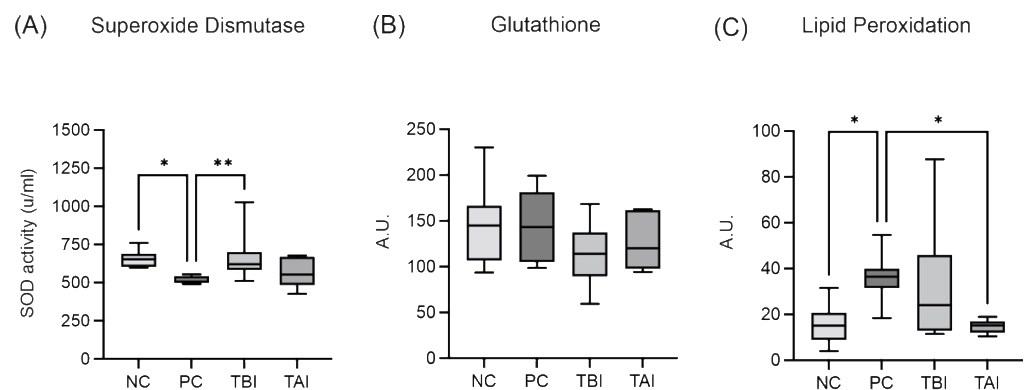 (A) Superoxide Dismutase
(B) Glutathione
(C) Lipid Peroxidation
SOD activity (u/ml)
1500
1250
1000
750
500
250
0
* **
NC PC TBI TAI
A.U.
250
200
150
100
50
0
NC PC TBI TAI
A.U.
100
80
60
40
20
0
* *
NC PC TBI TAI